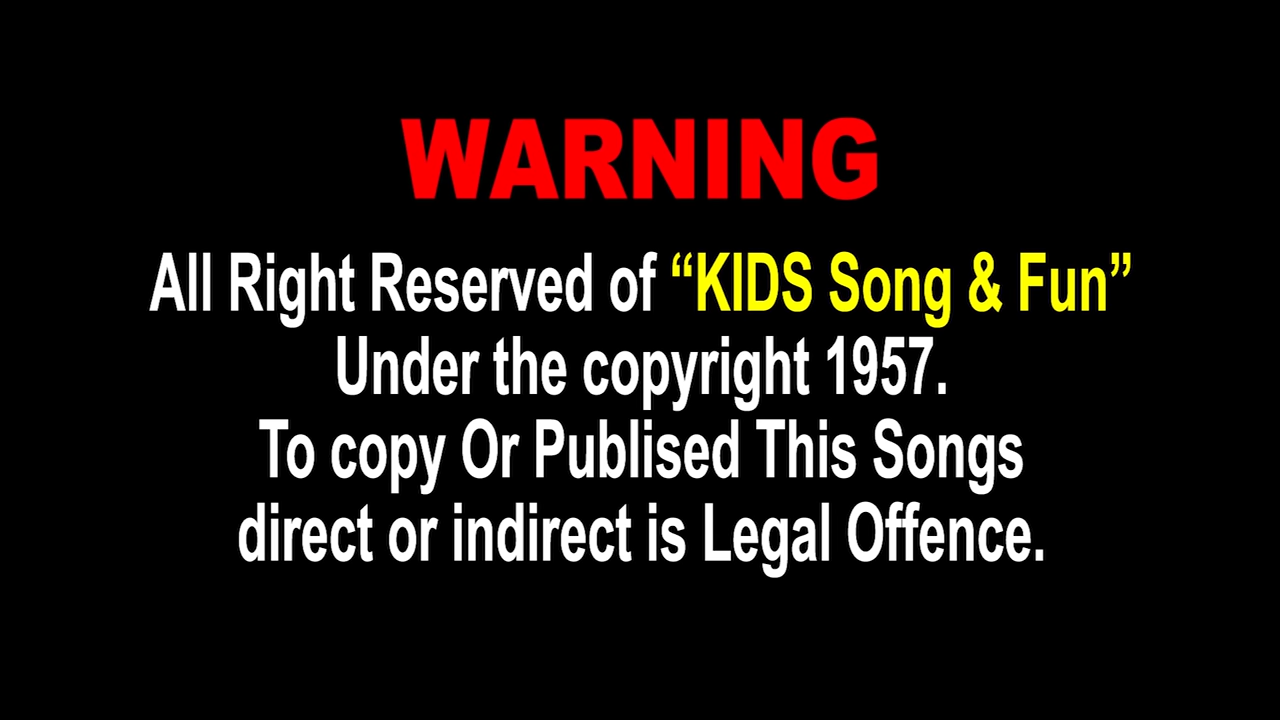 WARNING
All Right Reserved of “KIDS Song & Fun”
Under the copyright 1957.
To copy Or Publised This Songs
direct or indirect is Legal Offence.